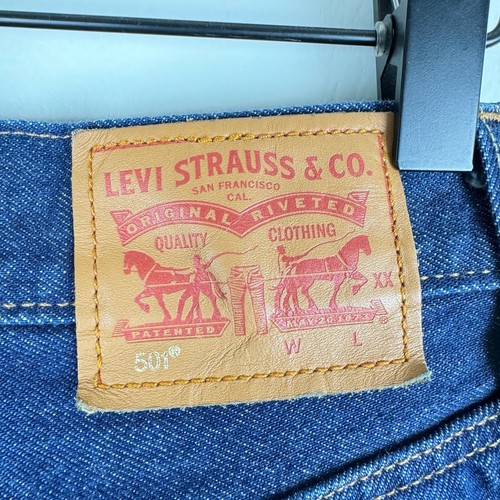 LEVI STRAUSS & CO.
SAN FRANCISCO
CAL.
ORIGINAL RIVETED
QUALITY CLOTHING
XX
PATENTED MAY 20 1873
501®
W L